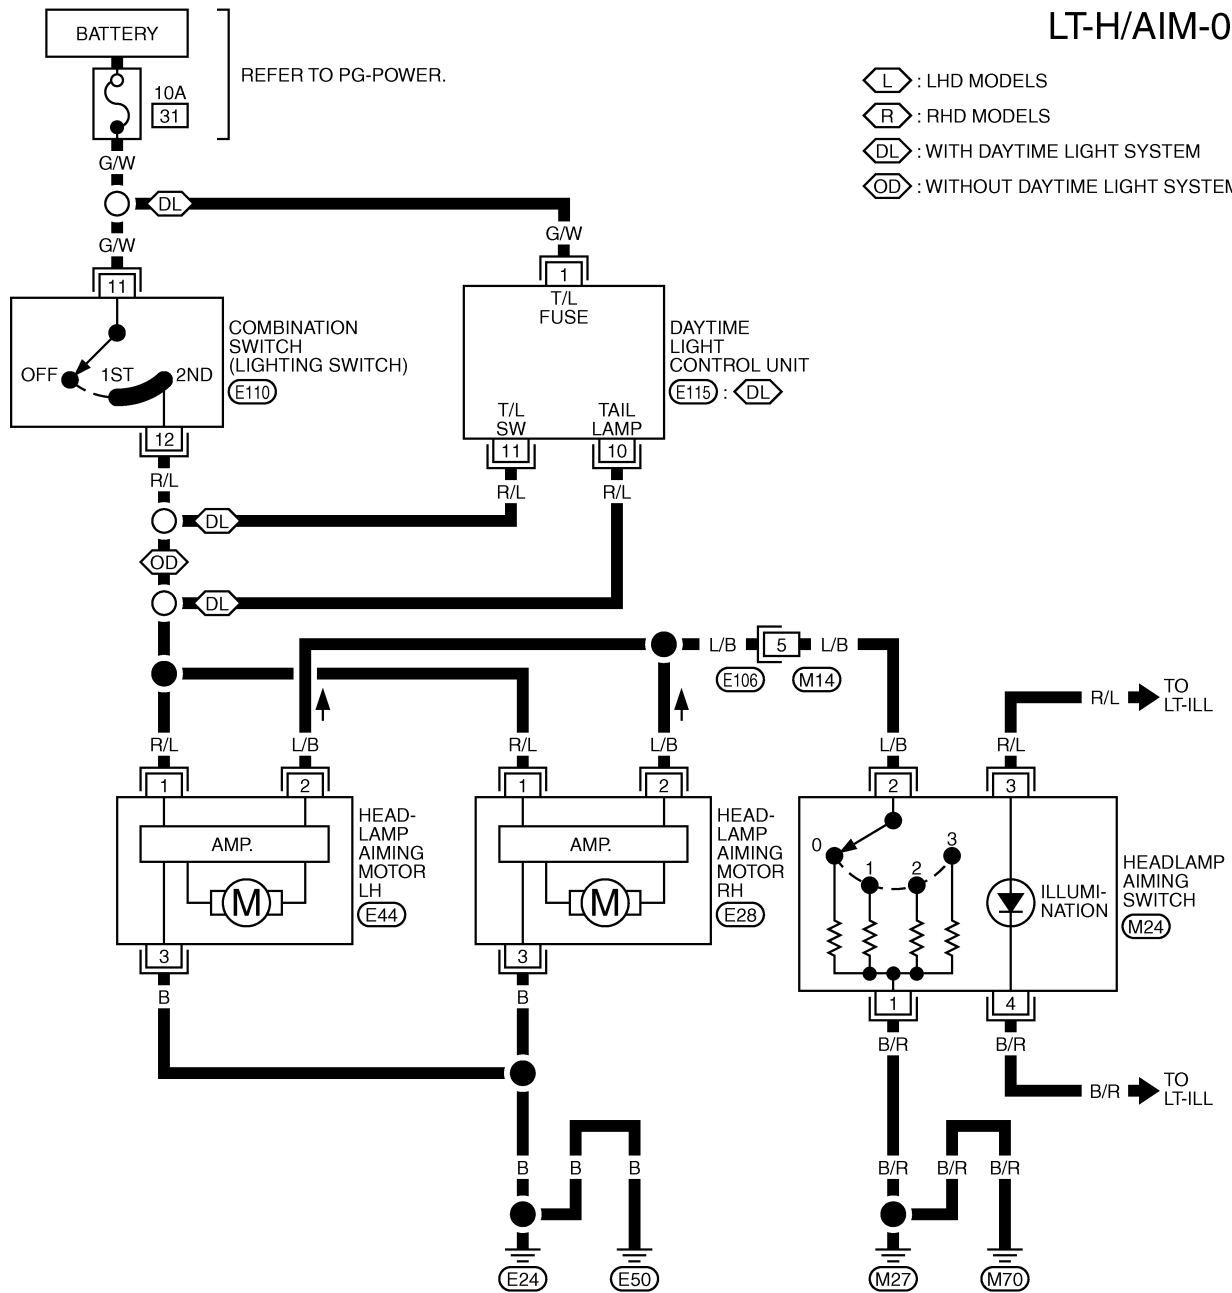 LT-H/AIM-0
BATTERY
REFER TO PG-POWER.
10A
31
L : LHD MODELS
R : RHD MODELS
DL : WITH DAYTIME LIGHT SYSTEM
OD : WITHOUT DAYTIME LIGHT SYSTEM
G/W
DL
G/W
G/W
11
1
T/L
FUSE
COMBINATION
SWITCH
(LIGHTING SWITCH)
E110
OFF
1ST
2ND
DAYTIME
LIGHT
CONTROL UNIT
E115 : DL
T/L
SW
TAIL
LAMP
12
11
10
R/L
R/L
R/L
DL
OD
DL
L/B
5
L/B
E106
M14
R/L
TO
LT-ILL
R/L
L/B
R/L
L/B
L/B
R/L
1
2
1
2
2
3
AMP.
M
HEAD-
LAMP
AIMING
MOTOR
LH
E44
AMP.
M
HEAD-
LAMP
AIMING
MOTOR
RH
E28
0
1
2
3
ILLUMI-
NATION
HEADLAMP
AIMING
SWITCH
M24
3
3
1
4
B
B
B/R
B/R
B/R
TO
LT-ILL
B
B
B
B/R
B/R
B/R
E24
E50
M27
M70